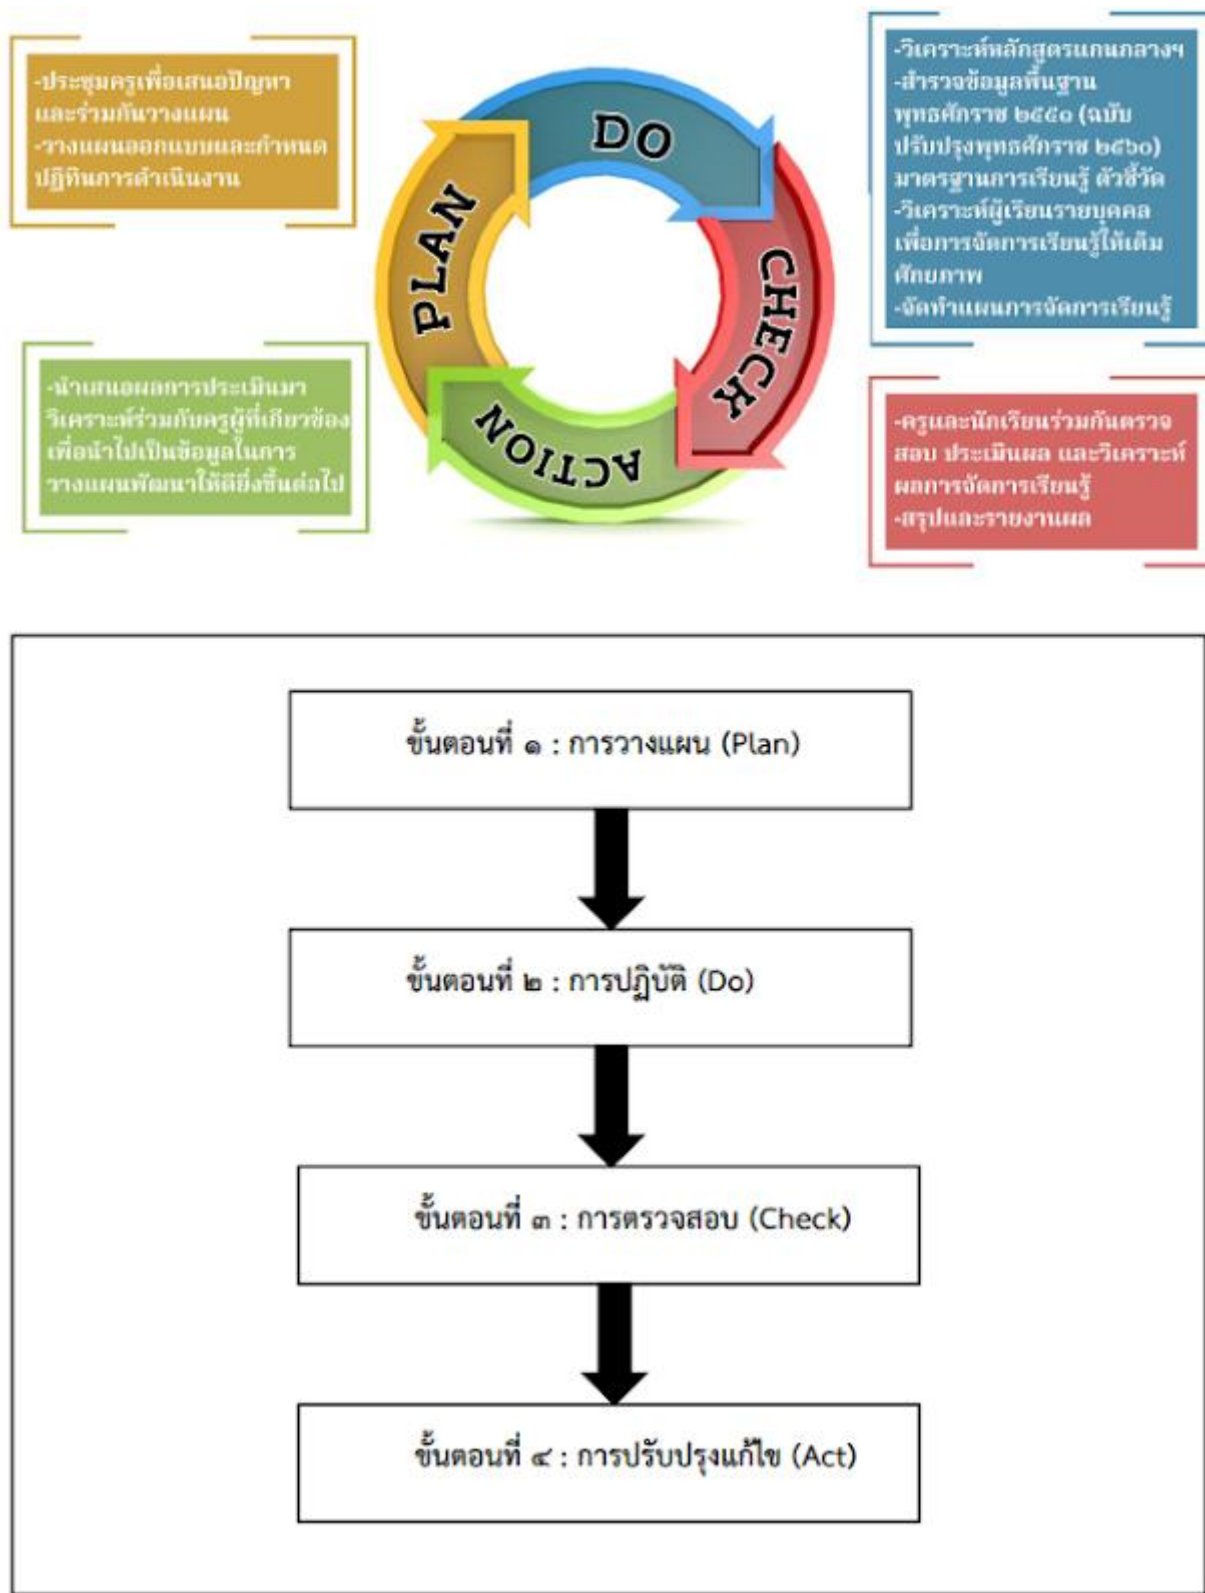 -ประชุมครูเพื่อเสนอปัญหา
และร่วมกันวางแผน
-วางแผนออกแบบและกำหนด
ปฏิทินการดำเนินงาน
PLAN
DO
CHECK
ACTION
-วิเคราะห์หลักสูตรแกนกลางฯ
-สำรวจข้อมูลพื้นฐาน
พุทธศักราช ๒๕๕๐ (ฉบับ
ปรับปรุงพุทธศักราช ๒๕๖๐)
มาตรฐานการเรียนรู้ ตัวชี้วัด
-วิเคราะห์ผู้เรียนรายบุคคล
เพื่อการจัดการเรียนรู้ให้เต็ม
ศักยภาพ
-จัดทำแผนการจัดการเรียนรู้
-นำเสนอผลการประเมินมา
วิเคราะห์ร่วมกับครูผู้ที่เกี่ยวข้อง
เพื่อนำไปเป็นข้อมูลในการ
วางแผนพัฒนาให้ดียิ่งขึ้นต่อไป
-ครูและนักเรียนร่วมกันตรวจ
สอบ ประเมินผล และวิเคราะห์
ผลการจัดการเรียนรู้
-สรุปและรายงานผล
ขั้นตอนที่ ๑ : การวางแผน (Plan)
ขั้นตอนที่ ๒ : การปฏิบัติ (Do)
ขั้นตอนที่ ๓ : การตรวจสอบ (Check)
ขั้นตอนที่ ๔ : การปรับปรุงแก้ไข (Act)